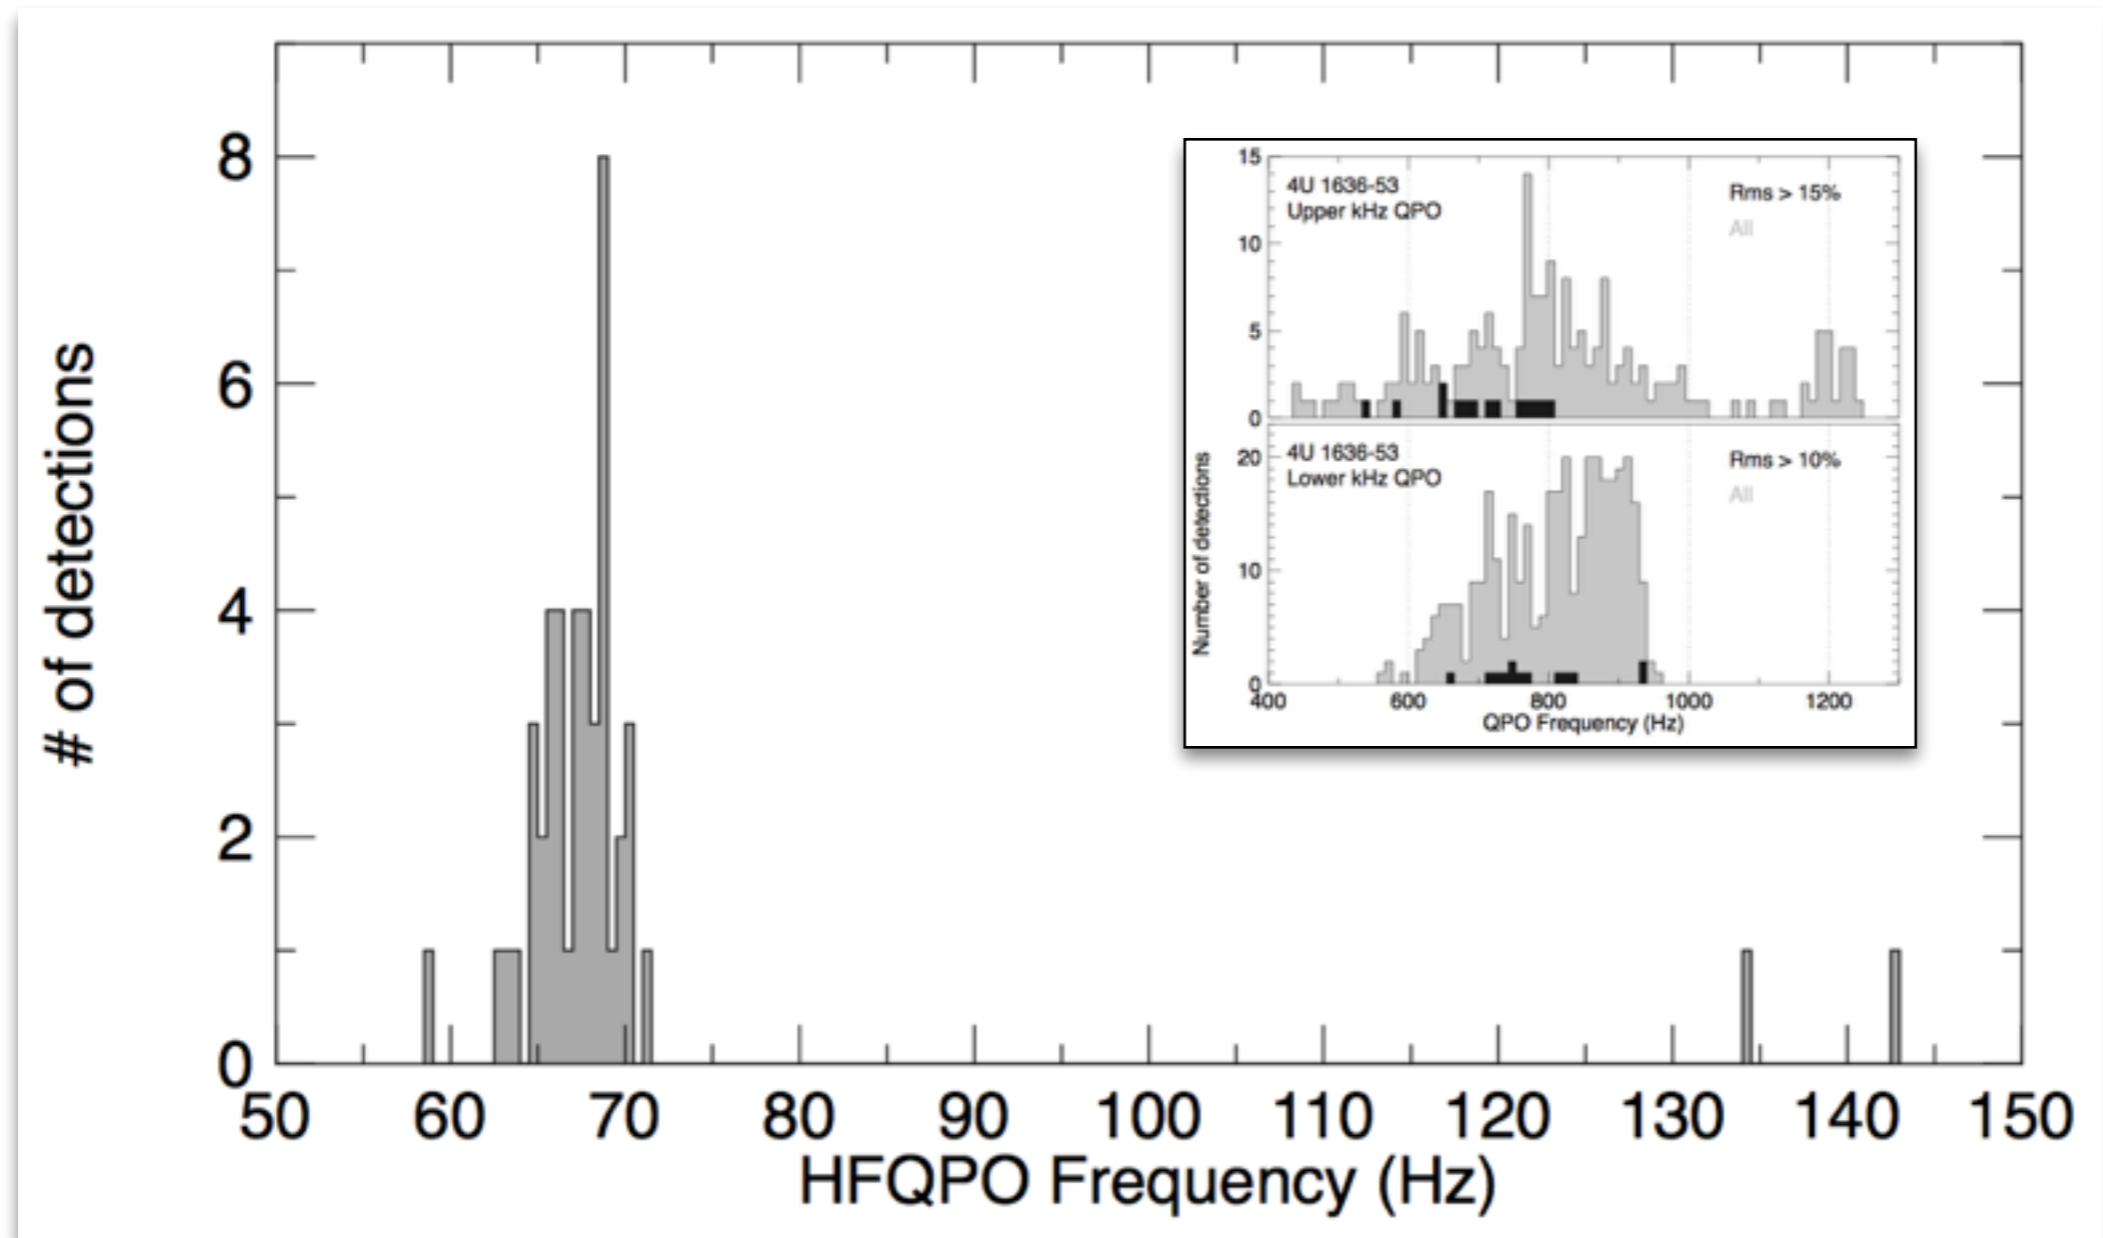 # of detections
8
6
4
2
0
50 60 70 80 90 100 110 120 130 140 150
HFQPO Frequency (Hz)
15
10
5
0
4U 1636-53
Upper kHz QPO
Rms > 15%
All
Number of detections
20
10
0
4U 1636-53
Lower kHz QPO
Rms > 10%
All
400 600 800 1000 1200
QPO Frequency (Hz)